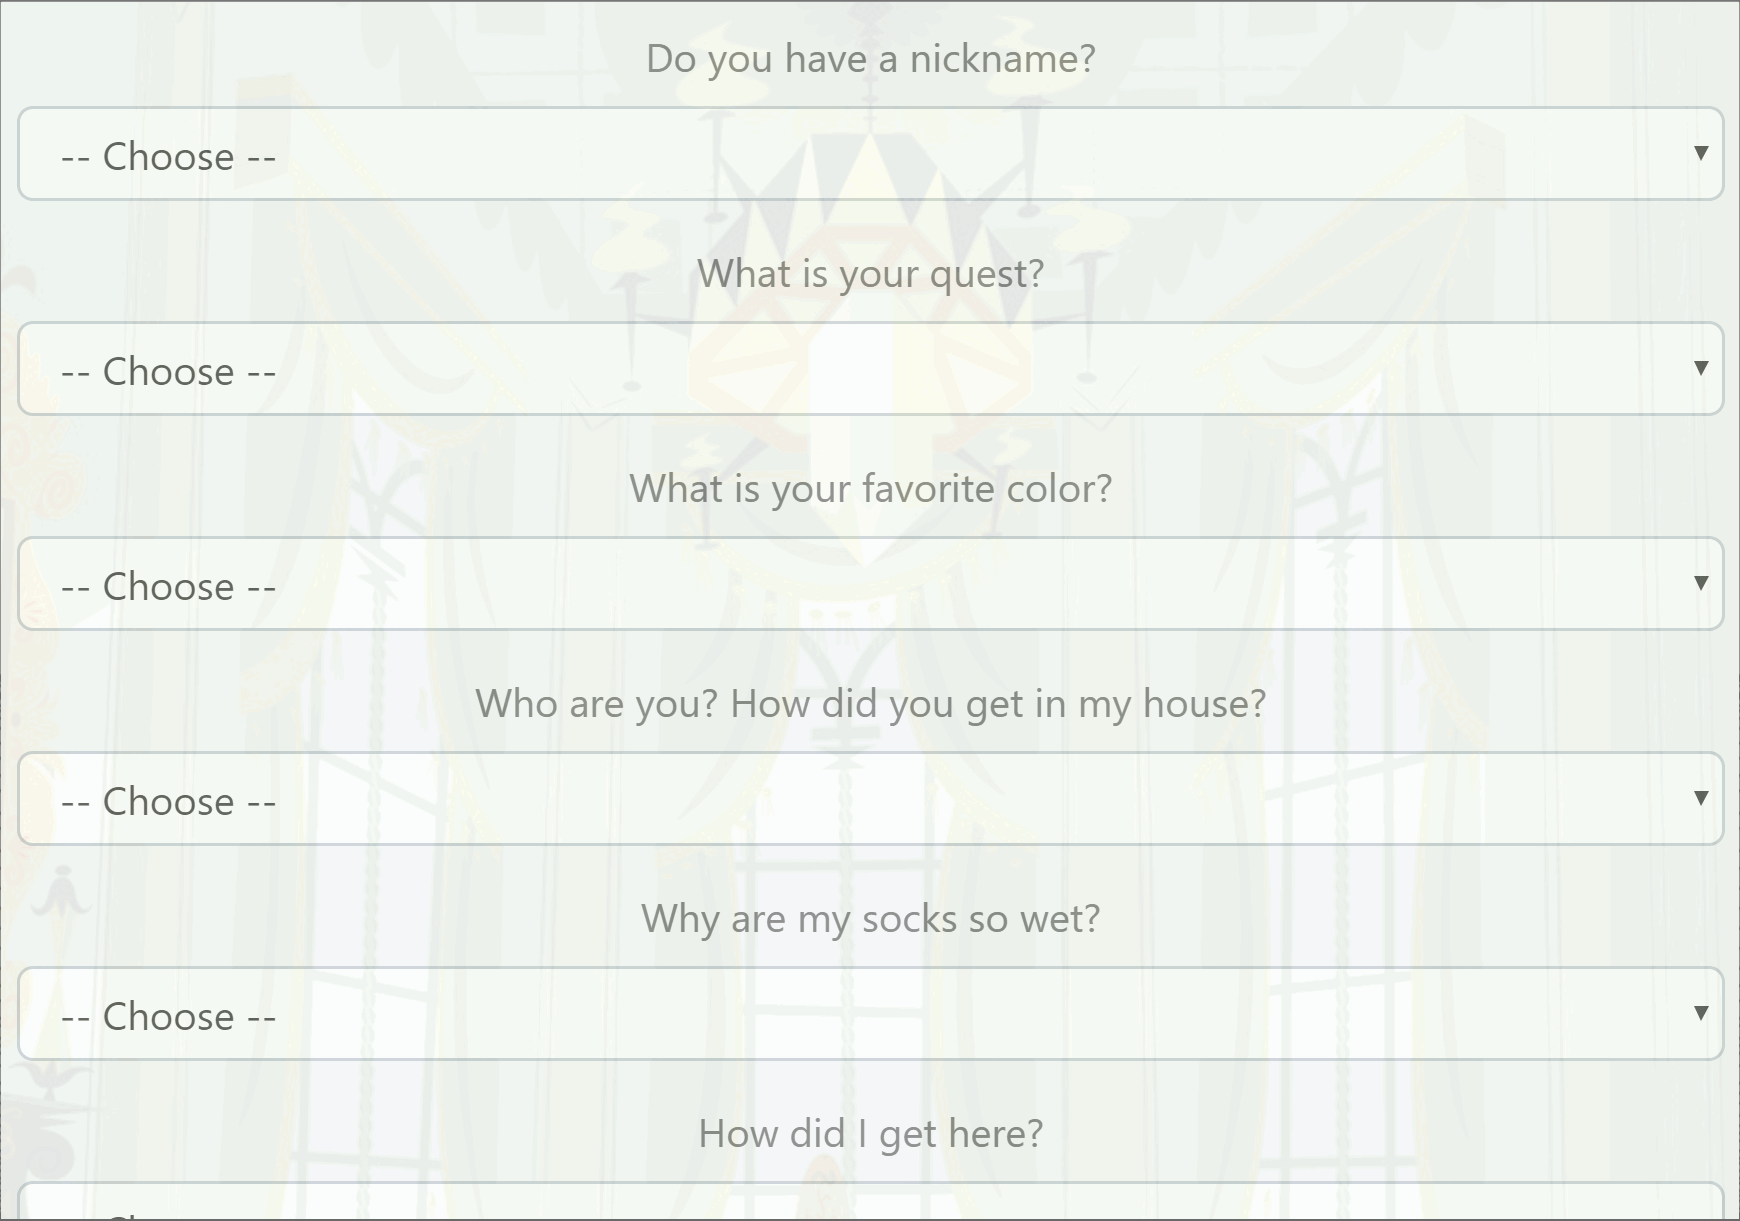 Do you have a nickname?
-- Choose --
What is your quest?
-- Choose --
What is your favorite color?
-- Choose --
Who are you? How did you get in my house?
-- Choose --
Why are my socks so wet?
-- Choose --
How did I get here?